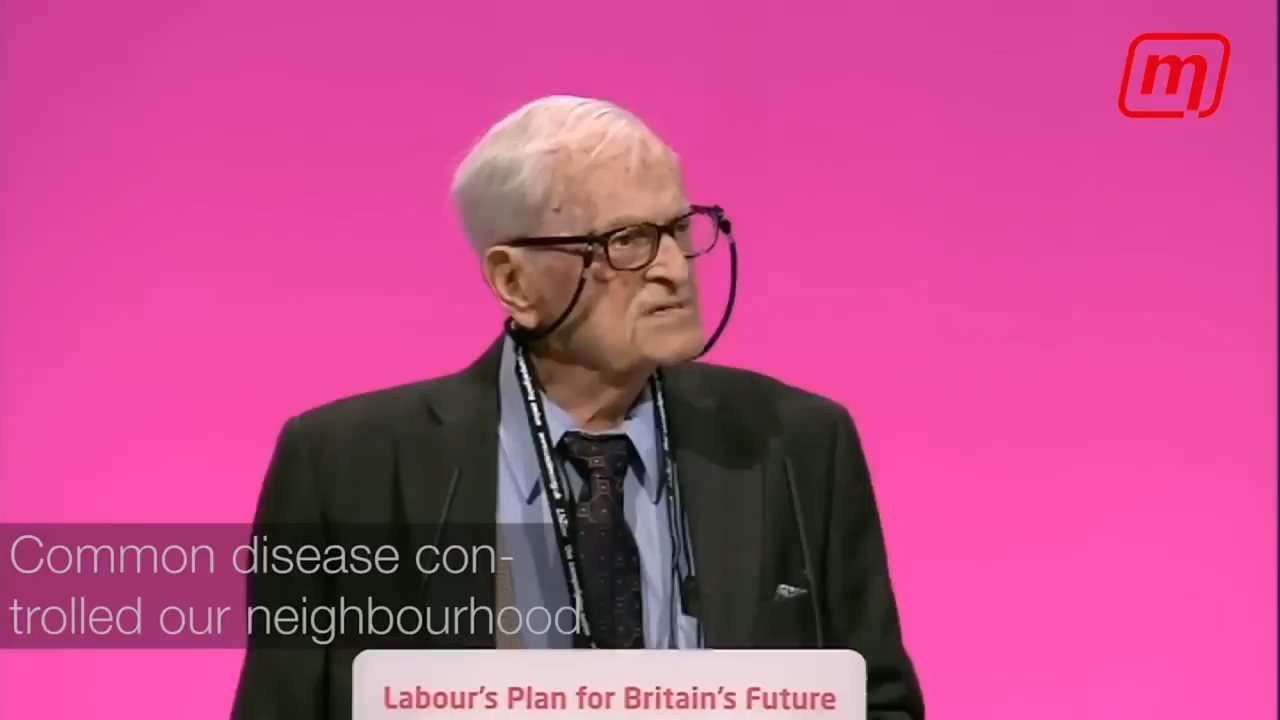 m
Common disease con-
trolled our neighbourhood
Labour's Plan for Britain's Future